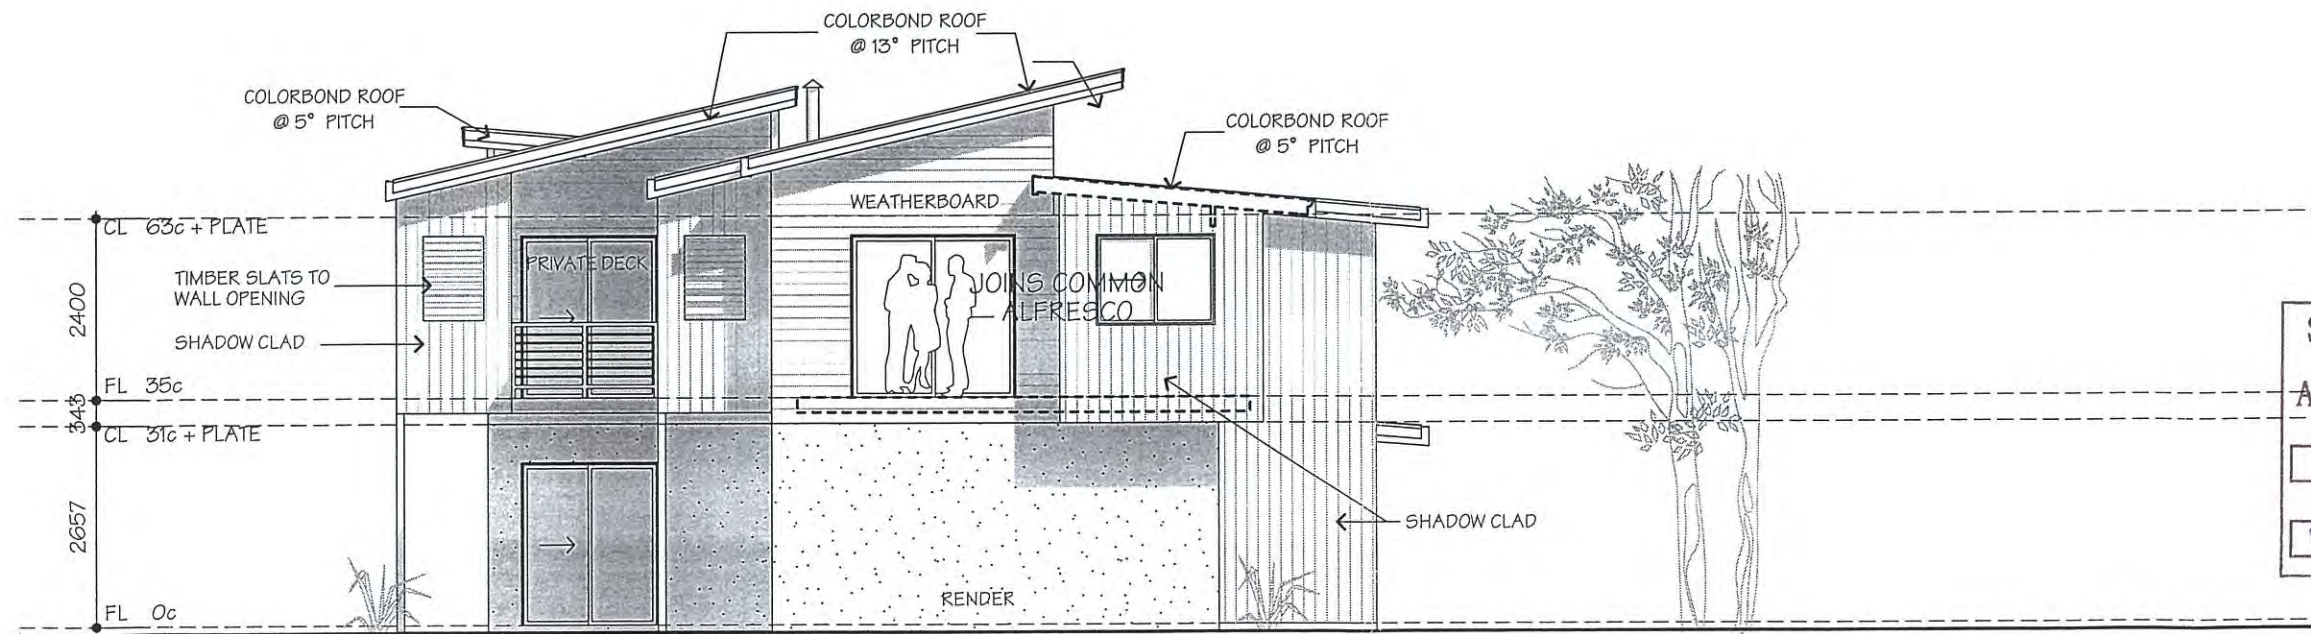 COLORBOND ROOF
@ 13° PITCH
COLORBOND ROOF
@ 5° PITCH
COLORBOND ROOF
@ 5° PITCH
WEATHERBOARD
CL 63c + PLATE
PRIVATE DECK
TIMBER SLATS TO
WALL OPENING
JOINS COMMON
ALFRESCO
2400
SHADOW CLAD
FL 35c
343
CL 31c + PLATE
2657
SHADOW CLAD
RENDER
FL 0c